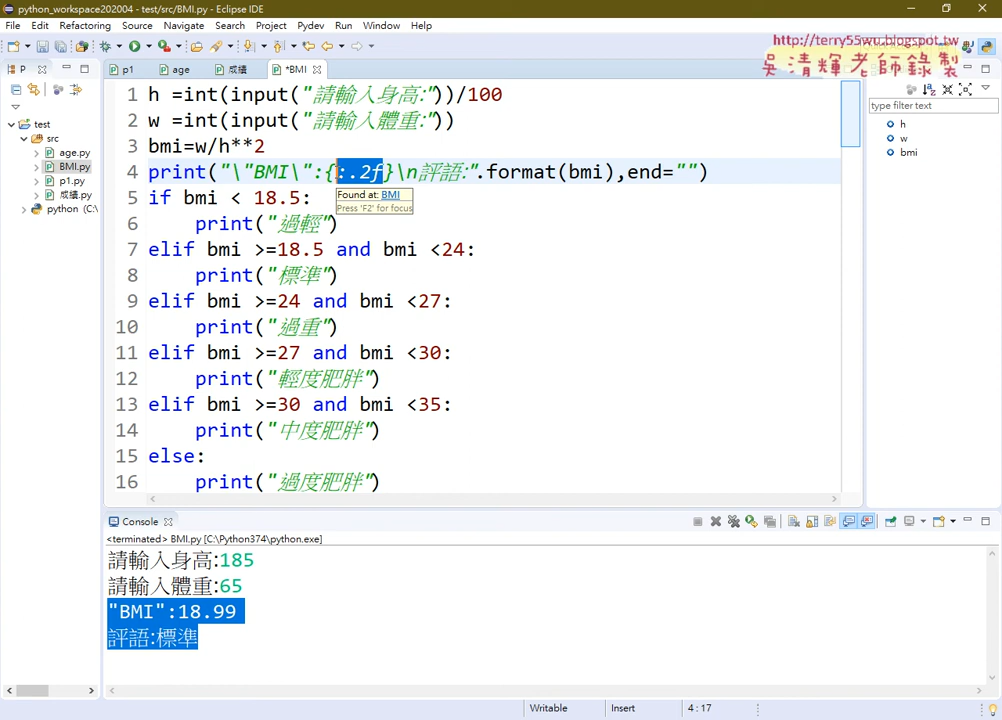 python_workspace202004 - test/src/BMI.py - Eclipse IDE
File Edit Refactoring Source Navigate Search Project Pydev Run Window Help
http://terry55wu.blogspot.tw
吳清輝老師錄製
P
p1 age 成績 *BMI
type filter text
test
src
age.py
BMI.py
p1.py
成績.py
python (C:\
h
w
bmi
1 h =int(input("請輸入身高:"))/100
2 w =int(input("請輸入體重:"))
3 bmi=w/h**2
4 print("\"BMI\":{:.2f}\n評語:".format(bmi),end="")
5 if bmi < 18.5:
6 print("過輕")
7 elif bmi >=18.5 and bmi <24:
8 print("標準")
9 elif bmi >=24 and bmi <27:
10 print("過重")
11 elif bmi >=27 and bmi <30:
12 print("輕度肥胖")
13 elif bmi >=30 and bmi <35:
14 print("中度肥胖")
15 else:
16 print("過度肥胖")
Found at: BMI
Press 'F2' for focus
Console
<terminated> BMI.py [C:\Python374\python.exe]
請輸入身高:185
請輸入體重:65
"BMI":18.99
評語:標準
Writable Insert 4 : 17